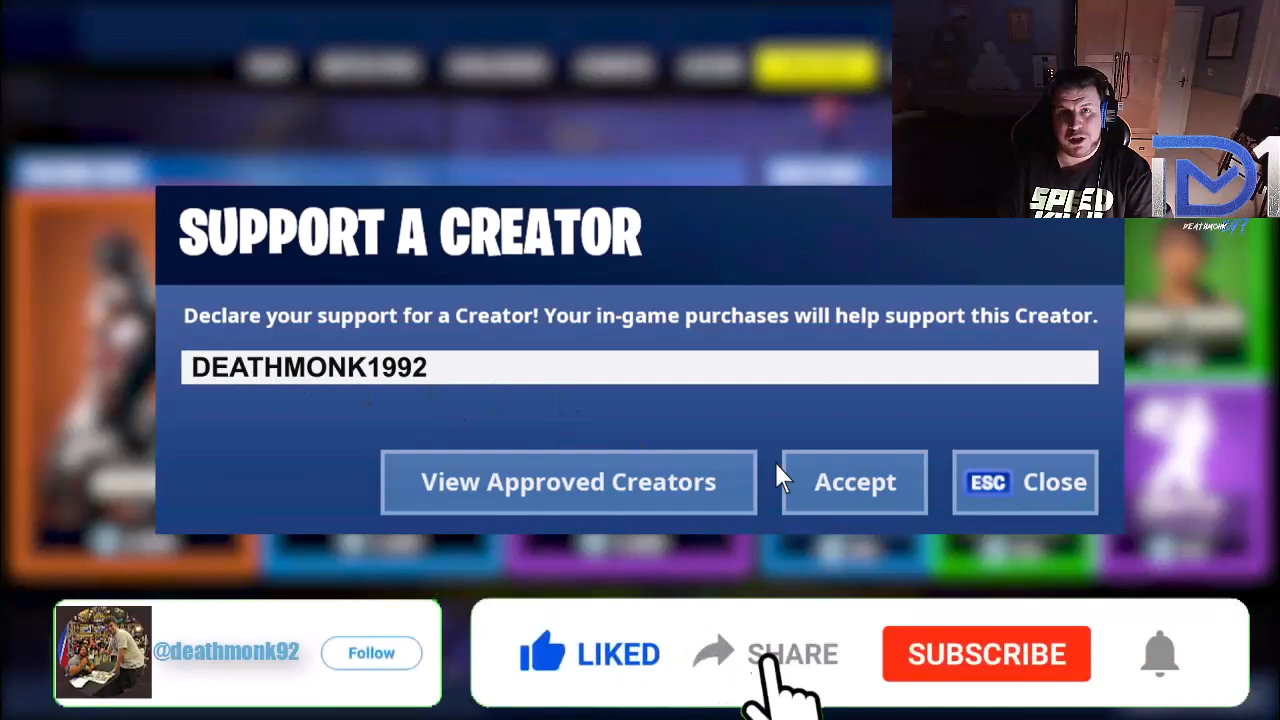 SUPPORT A CREATOR
Declare your support for a Creator! Your in-game purchases will help support this Creator.
DEATHMONK1992
View Approved Creators
Accept
ESC Close
SPEED
@deathmonk92
Follow
LIKED
SHARE
SUBSCRIBE